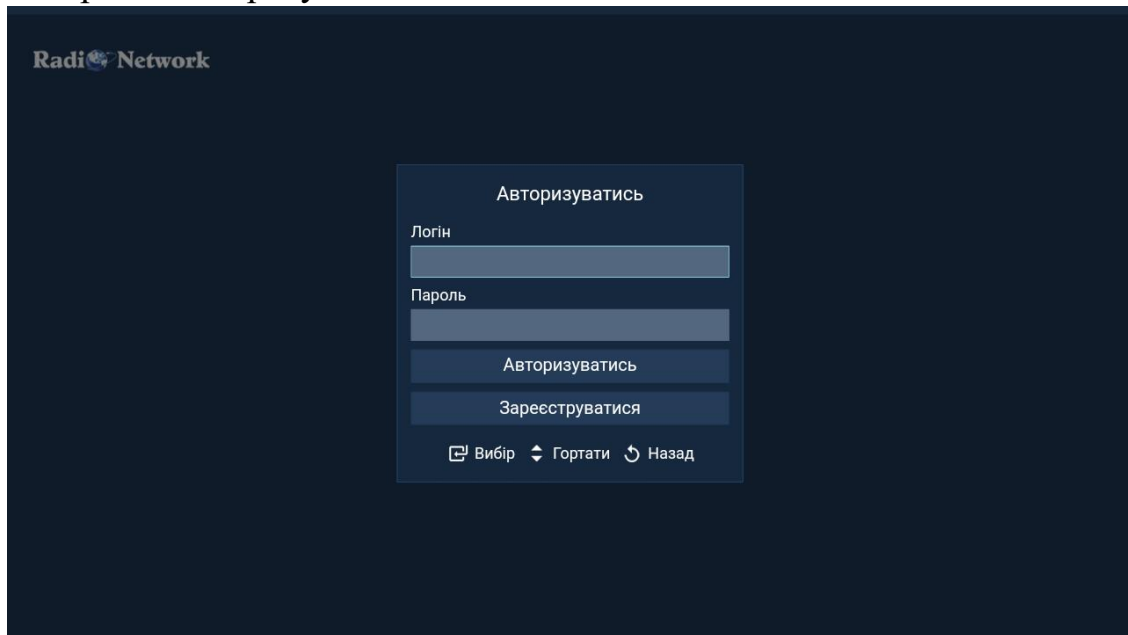 Radio Network
Авторизуватись
Логін
Пароль
Авторизуватись
Зареєструватися
Вибір Гортати Назад